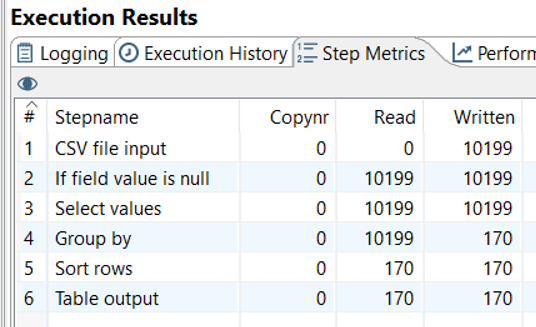 Execution Results
Logging Execution History Step Metrics Perform
# Stepname Copynr Read Written
1 CSV file input 0 0 10199
2 If field value is null 0 10199 10199
3 Select values 0 10199 10199
4 Group by 0 10199 170
5 Sort rows 0 170 170
6 Table output 0 170 170